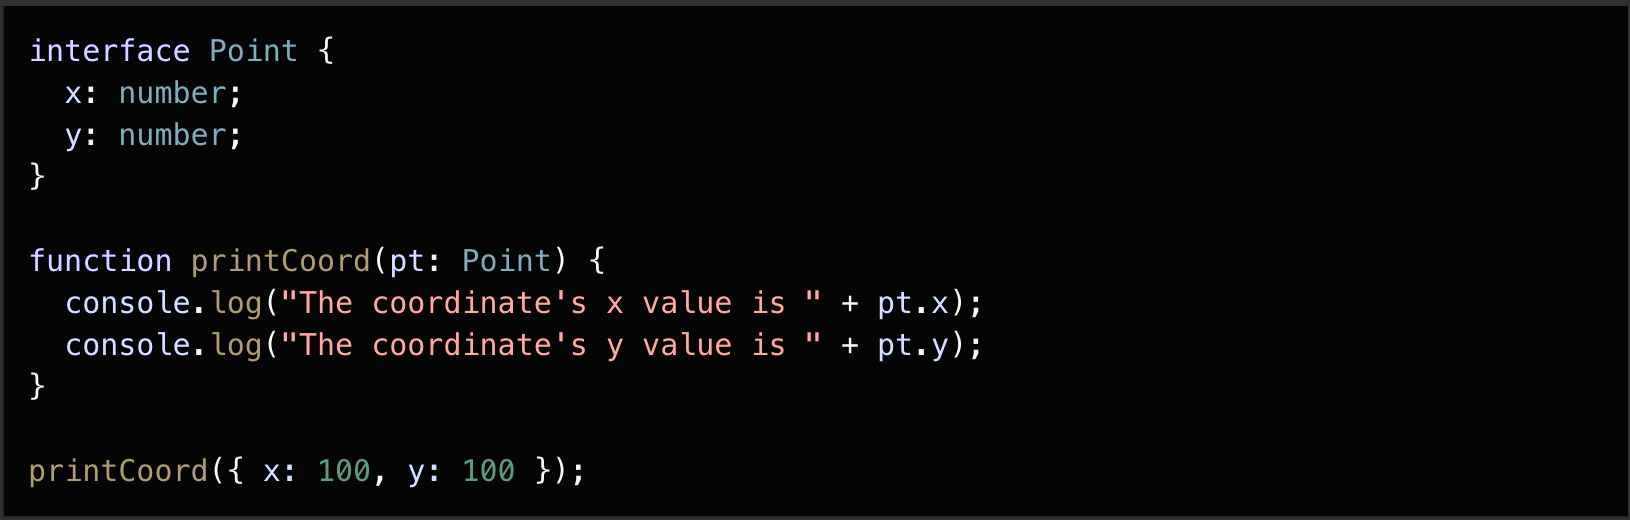 interface Point {
  x: number;
  y: number;
}

function printCoord(pt: Point) {
  console.log("The coordinate's x value is " + pt.x);
  console.log("The coordinate's y value is " + pt.y);
}

printCoord({ x: 100, y: 100 });